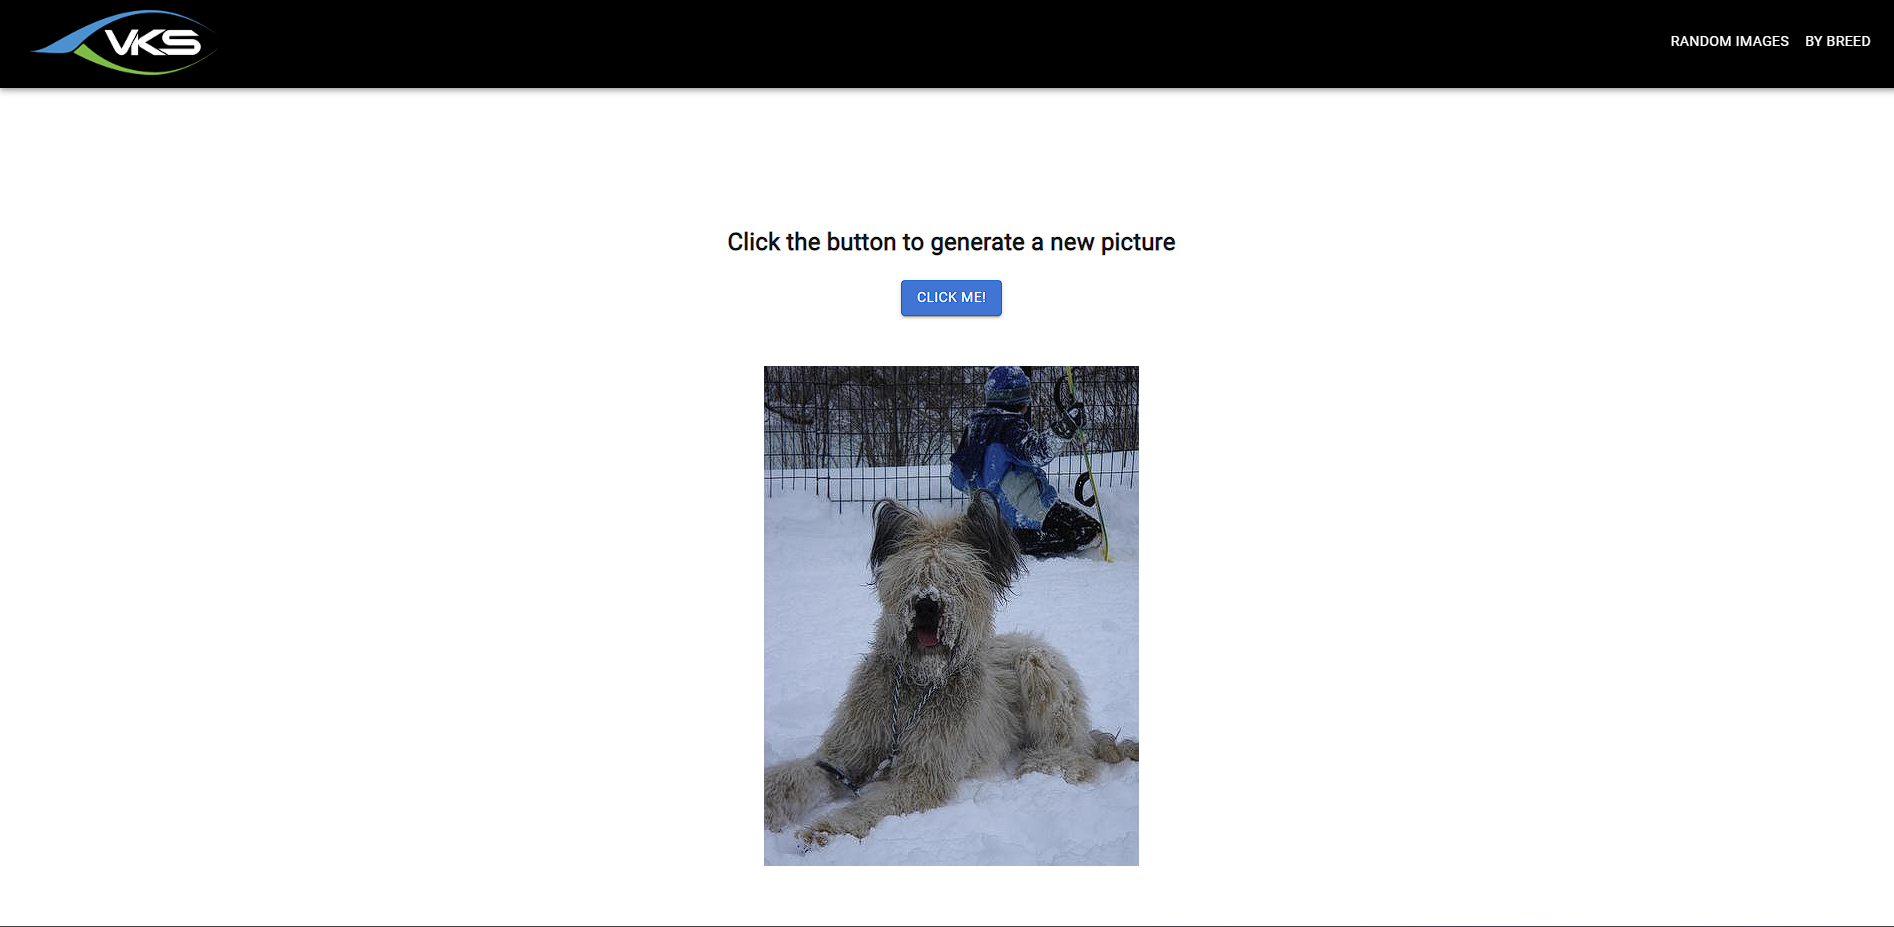 VKS
RANDOM IMAGES BY BREED
Click the button to generate a new picture
CLICK ME!